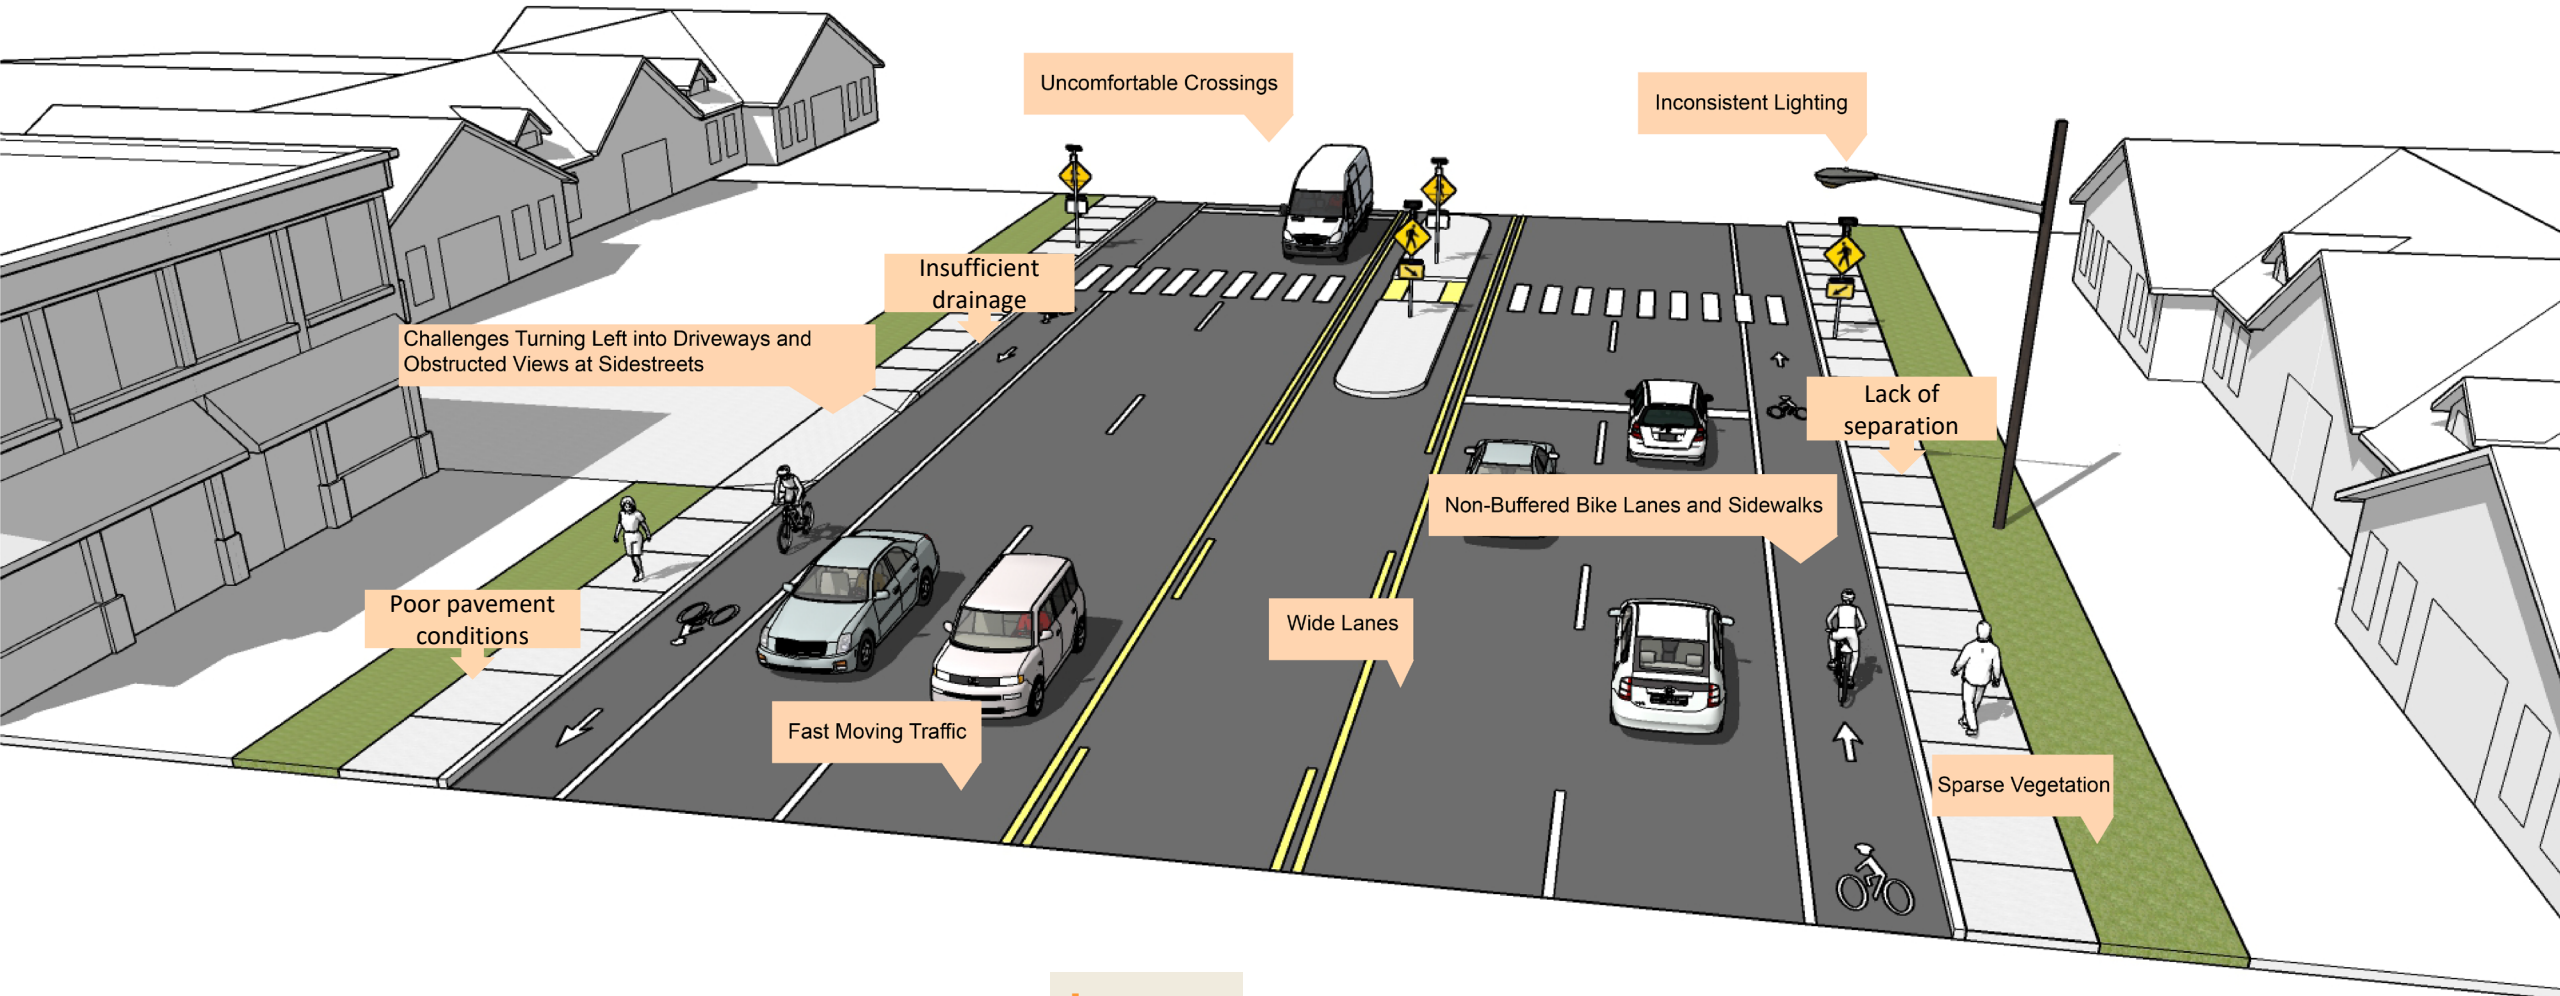 Uncomfortable Crossings
Inconsistent Lighting
Insufficient
drainage
Challenges Turning Left into Driveways and
Obstructed Views at Sidestreets
Lack of
separation
Non-Buffered Bike Lanes and Sidewalks
Poor pavement
conditions
Wide Lanes
Fast Moving Traffic
Sparse Vegetation